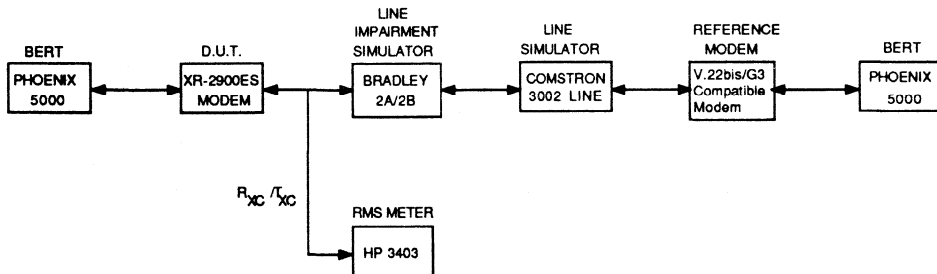 BERT
PHOENIX
5000
D.U.T.
XR-2900ES
MODEM
LINE
IMPAIRMENT
SIMULATOR
BRADLEY
2A/2B
LINE
SIMULATOR
COMSTRON
3002 LINE
REFERENCE
MODEM
V.22bis/G3
Compatible
Modem
BERT
PHOENIX
5000
RXC /TXC
RMS METER
HP 3403